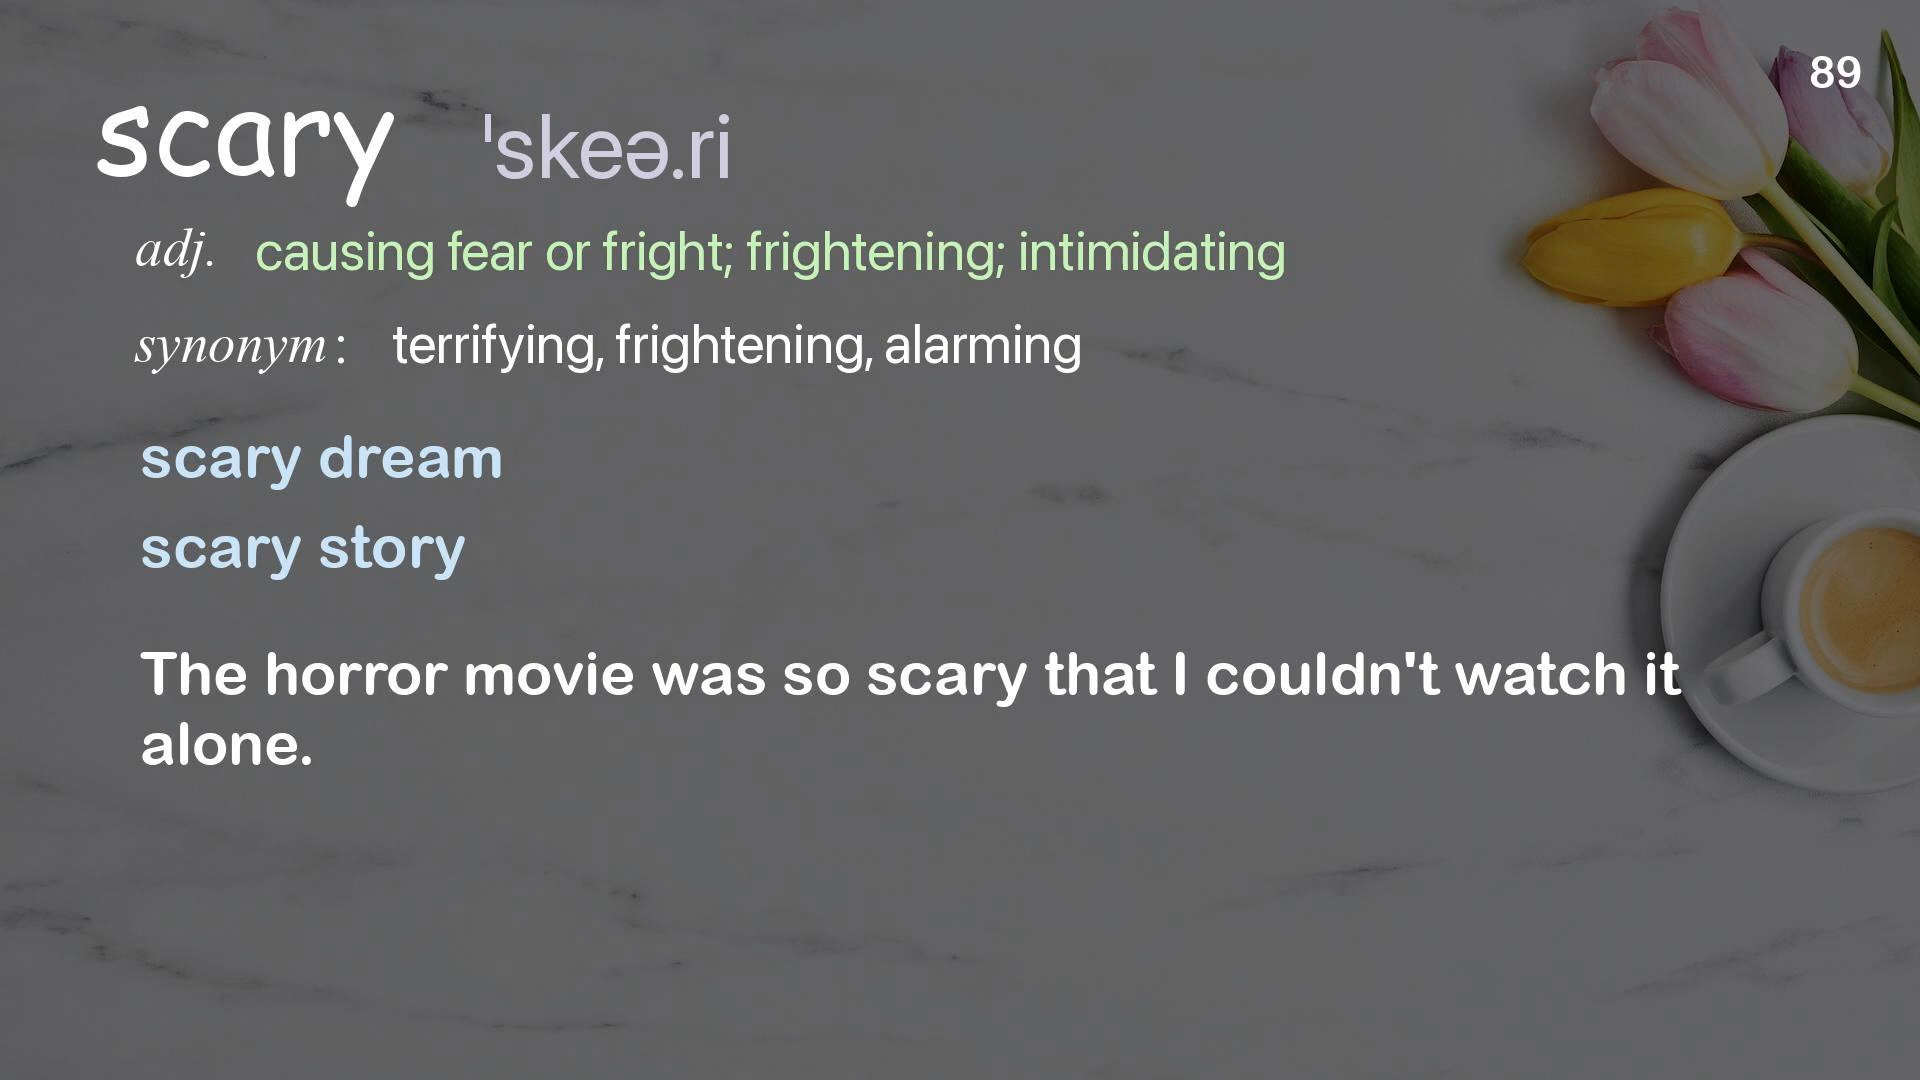 89
scary ˈskeə.ri
adj. causing fear or fright; frightening; intimidating
synonym: terrifying, frightening, alarming
scary dream
scary story
The horror movie was so scary that I couldn't watch it
alone.